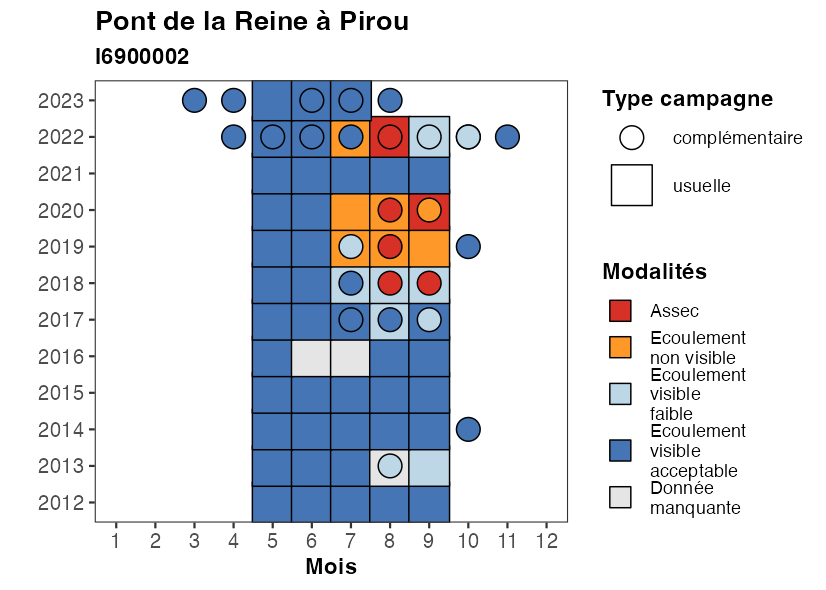 Pont de la Reine à Pirou
I6900002
2023
2022
2021
2020
2019
2018
2017
2016
2015
2014
2013
2012
1 2 3 4 5 6 7 8 9 10 11 12
Mois
Type campagne
complémentaire
usuelle
Modalités
Assec
Ecoulement
non visible
Ecoulement
visible
faible
Ecoulement
visible
acceptable
Donnée
manquante